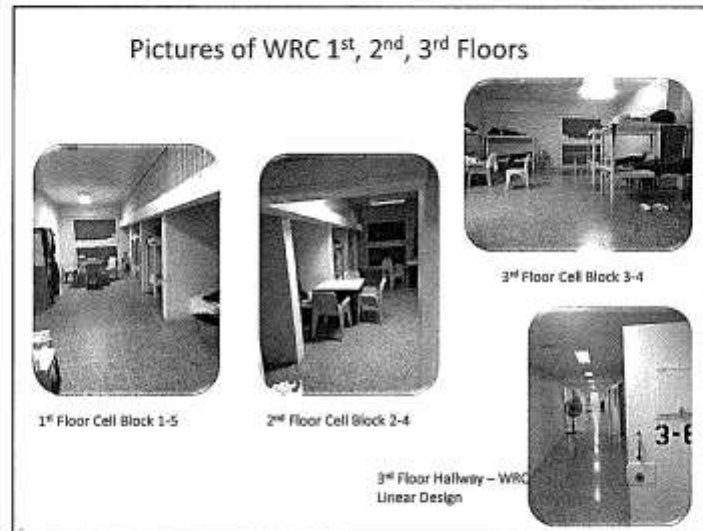 Pictures of WRC 1st, 2nd, 3rd Floors
3rd Floor Cell Block 3-4
1st Floor Cell Block 1-5
2nd Floor Cell Block 2-4
3rd Floor Hallway – WRC
Linear Design